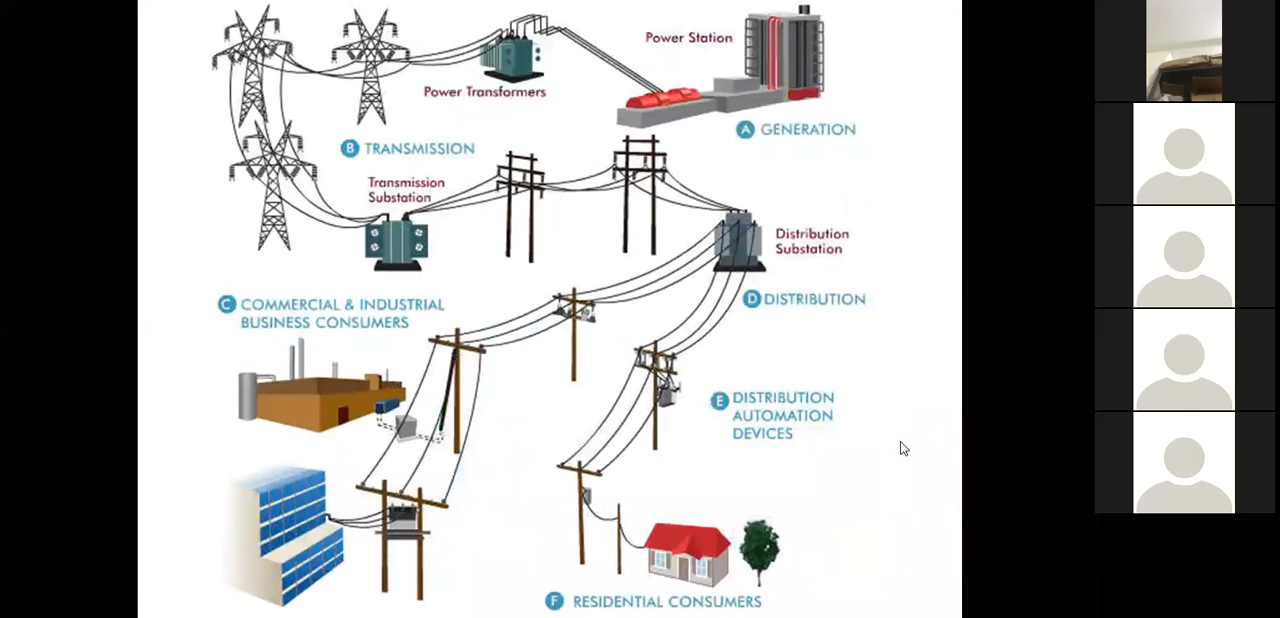 Power Station
Power Transformers
A GENERATION
B TRANSMISSION
Transmission
Substation
Distribution
Substation
C COMMERCIAL & INDUSTRIAL
BUSINESS CONSUMERS
D DISTRIBUTION
E DISTRIBUTION
AUTOMATION
DEVICES
F RESIDENTIAL CONSUMERS